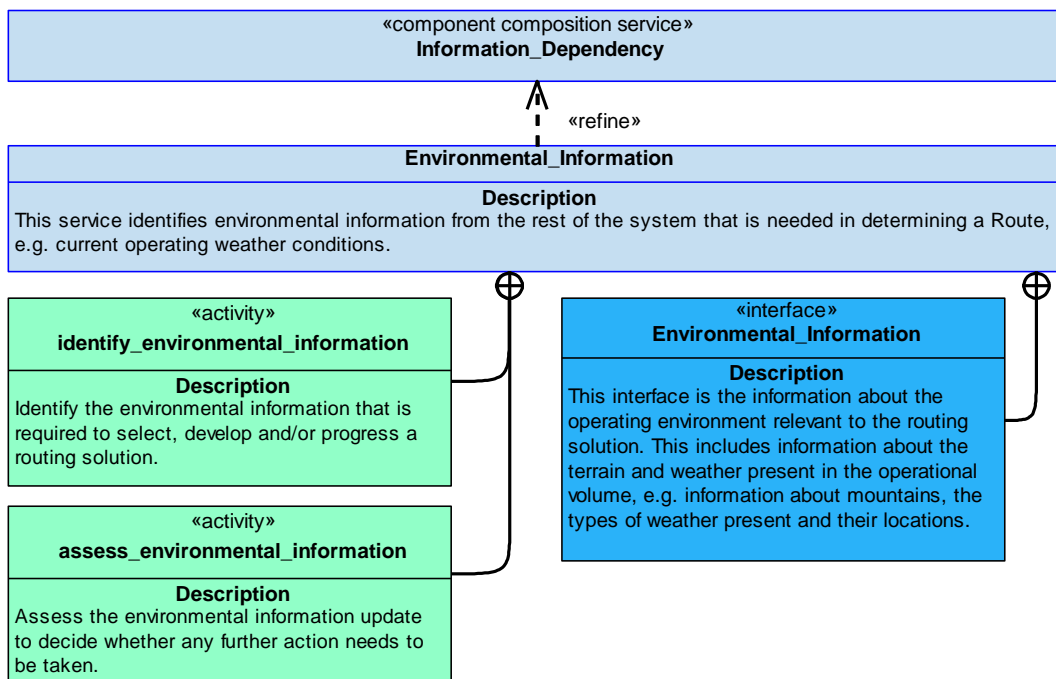 «component composition service»
Information_Dependency
«refine»
Environmental_Information
Description
This service identifies environmental information from the rest of the system that is needed in determining a Route,
e.g. current operating weather conditions.
«activity»
identify_environmental_information
Description
Identify the environmental information that is
required to select, develop and/or progress a
routing solution.
«interface»
Environmental_Information
Description
This interface is the information about the
operating environment relevant to the routing
solution. This includes information about the
terrain and weather present in the operational
volume, e.g. information about mountains, the
types of weather present and their locations.
«activity»
assess_environmental_information
Description
Assess the environmental information update
to decide whether any further action needs to
be taken.